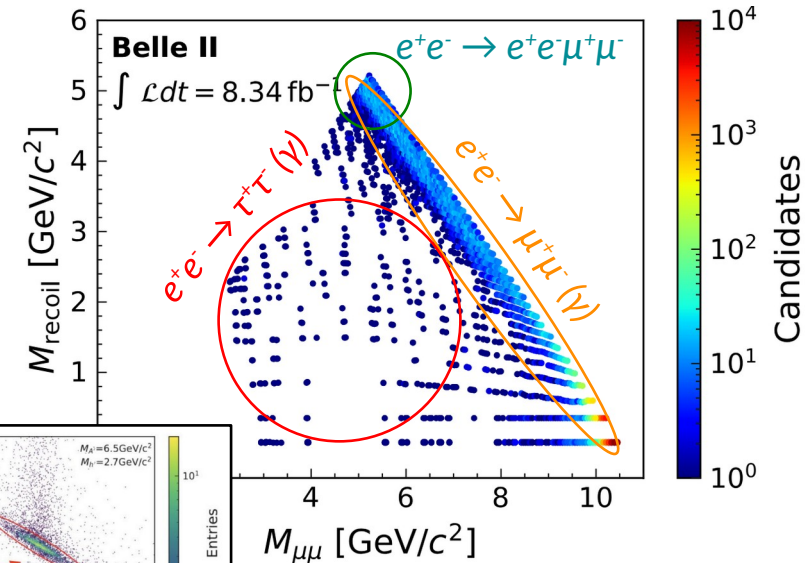 Belle II
∫ ℒdt = 8.34 fb⁻¹
e⁺e⁻ → e⁺e⁻μ⁺μ⁻
e⁺e⁻ → τ⁺τ⁻ (γ)
e⁺e⁻ → μ⁺μ⁻ (γ)
M_recoil [GeV/c²]
6
5
4
3
2
1
4 6 8 10
M_μμ [GeV/c²]
10⁴
10³
10²
10¹
10⁰
Candidates
M_A'=6.5GeV/c²
M_h'=2.7GeV/c²
10¹
Entries